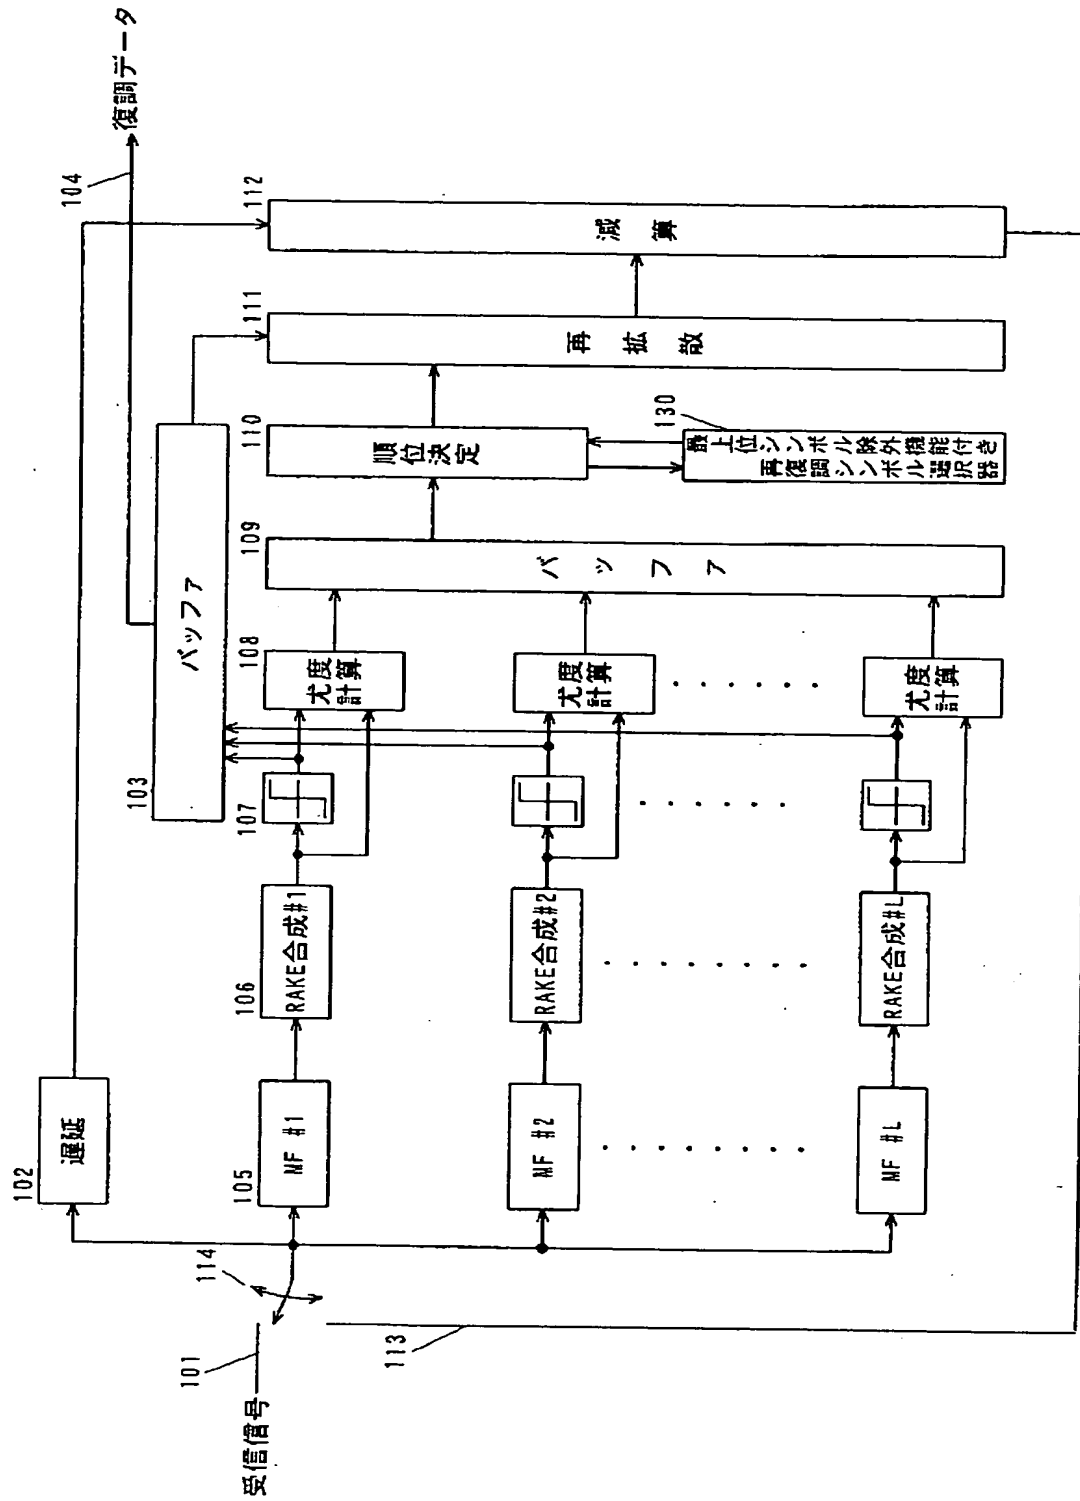 受信信号
101
114
113
102
遅延
105
MF #1
MF #2
MF #L
106
RAKE合成#1
RAKE合成#2
RAKE合成#L
107
103
バッファ
108
尤度
計算
尤度
計算
尤度
計算
109
バッファ
110
順位決定
130
最上位シンボル除外機能付き
再復調シンボル選択器
111
再拡散
112
減算
104
復調データ